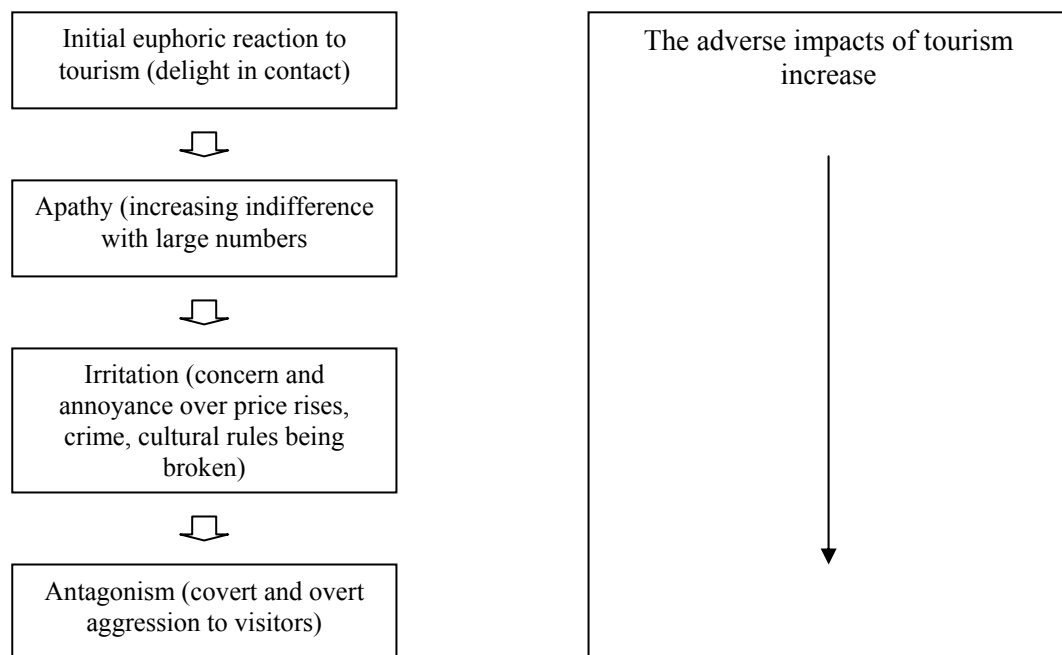 Initial euphoric reaction to
tourism (delight in contact)
Apathy (increasing indifference
with large numbers
Irritation (concern and
annoyance over price rises,
crime, cultural rules being
broken)
Antagonism (covert and overt
aggression to visitors)
The adverse impacts of tourism
increase